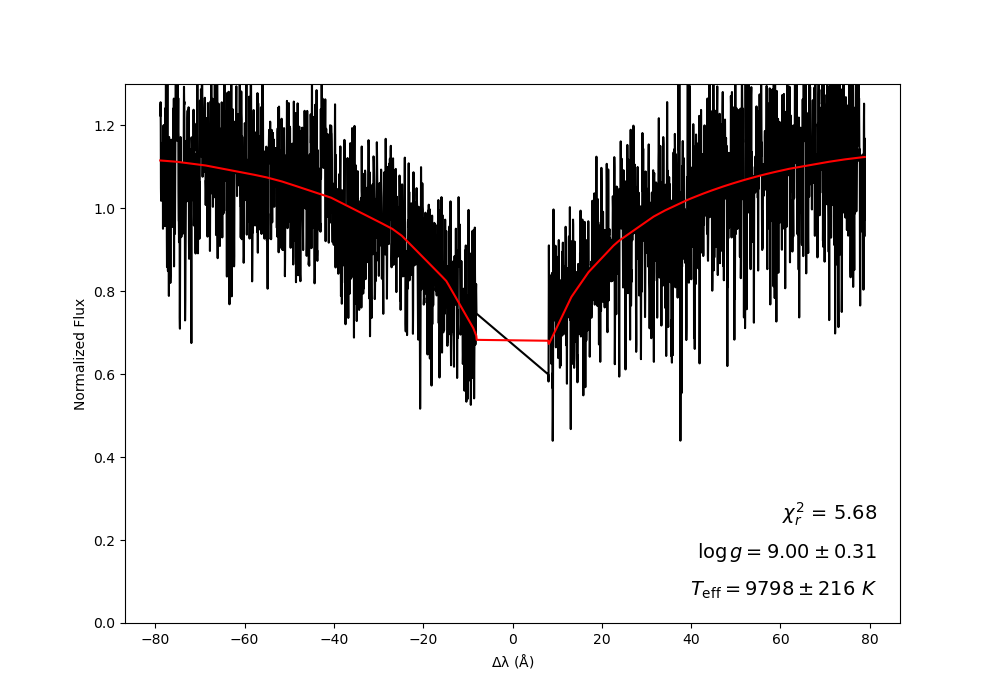 1.2
1.0
0.8
0.6
0.4
0.2
0.0
Normalized Flux
χ²ᵣ = 5.68
log g = 9.00 ± 0.31
T_eff = 9798 ± 216 K
−80 −60 −40 −20 0 20 40 60 80
Δλ (Å)